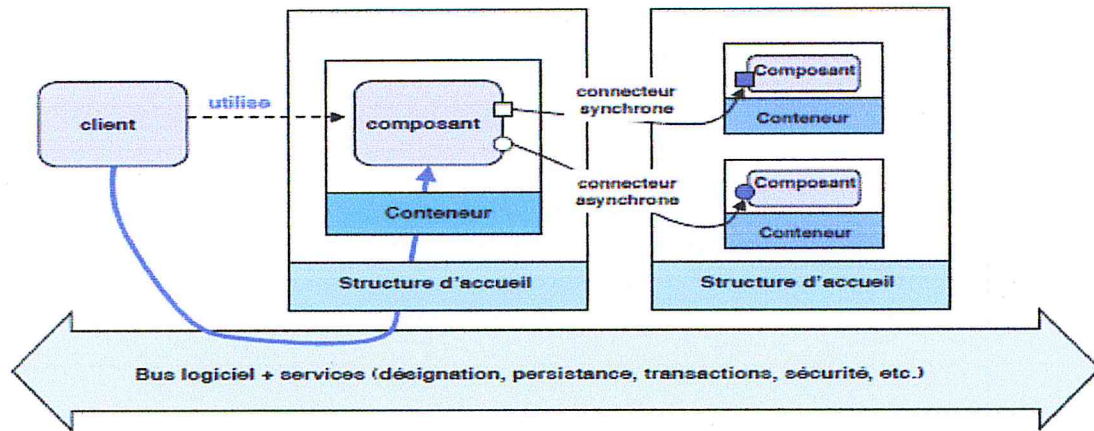 client
utilise
composant
Conteneur
Structure d'accueil
connecteur
synchrone
connecteur
asynchrone
Composant
Conteneur
Composant
Conteneur
Structure d'accueil
Bus logiciel + services (désignation, persistance, transactions, sécurité, etc.)